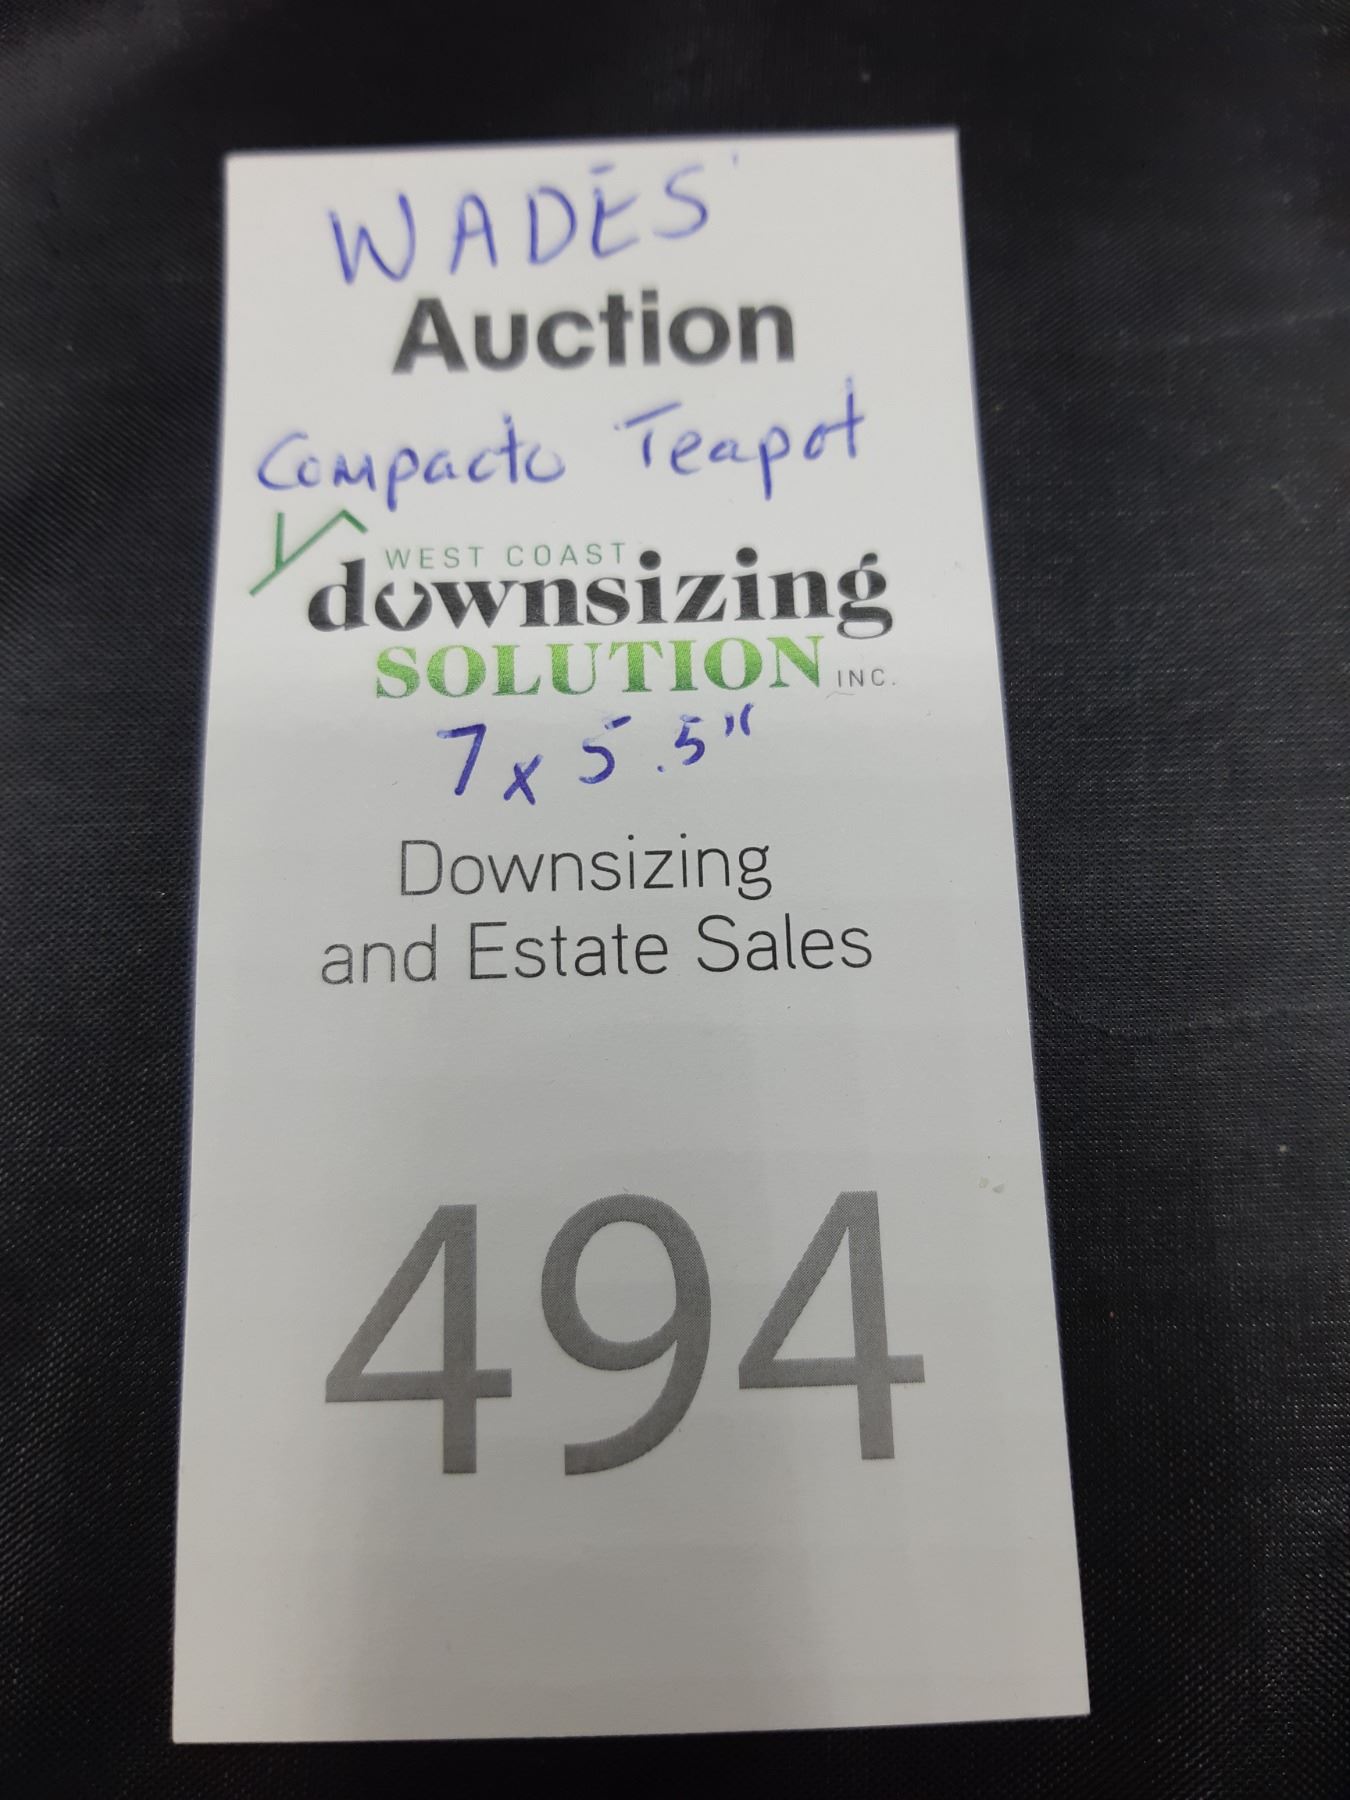 WADES'
Auction
Compacto Teapot
WEST COAST
downsizing
SOLUTION INC.
7 x 5.5"
Downsizing
and Estate Sales
494